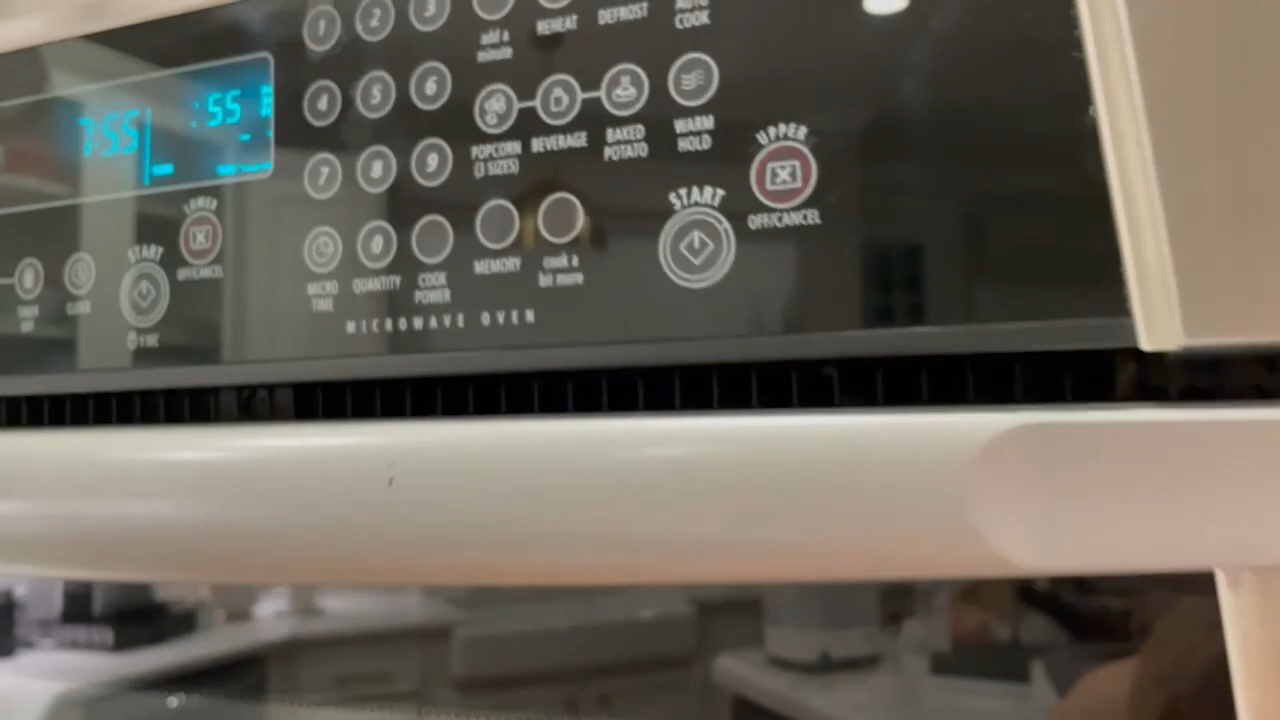 1 2 3
add a
minute
REHEAT
DEFROST
AUTO
COOK
7:55
:55
4 5 6
POPCORN
(3 SIZES)
BEVERAGE
BAKED
POTATO
WARM
HOLD
UPPER
OFF/CANCEL
7 8 9
START
LOWER
OFF/CANCEL
START
CLOCK
0
MICRO
TIME
QUANTITY
COOK
POWER
MEMORY
cook a
bit more
MICROWAVE OVEN